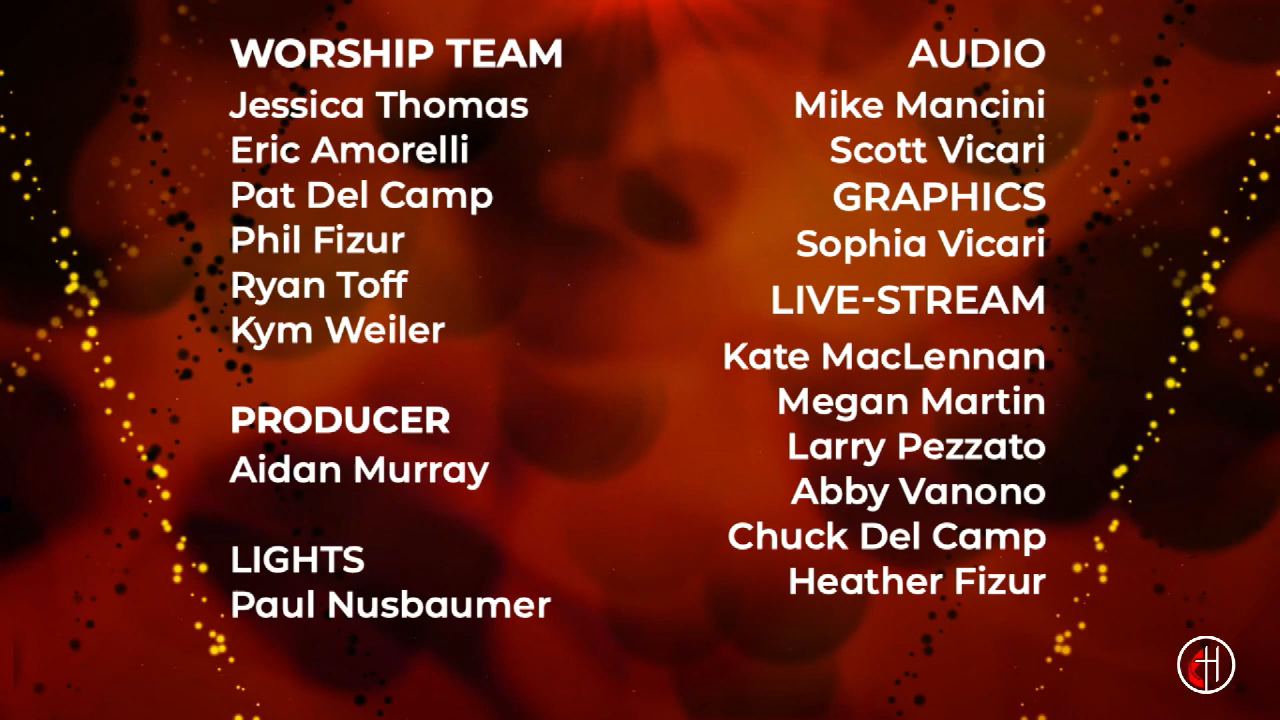 WORSHIP TEAM
Jessica Thomas
Eric Amorelli
Pat Del Camp
Phil Fizur
Ryan Toff
Kym Weiler
PRODUCER
Aidan Murray
LIGHTS
Paul Nusbaumer
AUDIO
Mike Mancini
Scott Vicari
GRAPHICS
Sophia Vicari
LIVE-STREAM
Kate MacLennan
Megan Martin
Larry Pezzato
Abby Vanono
Chuck Del Camp
Heather Fizur